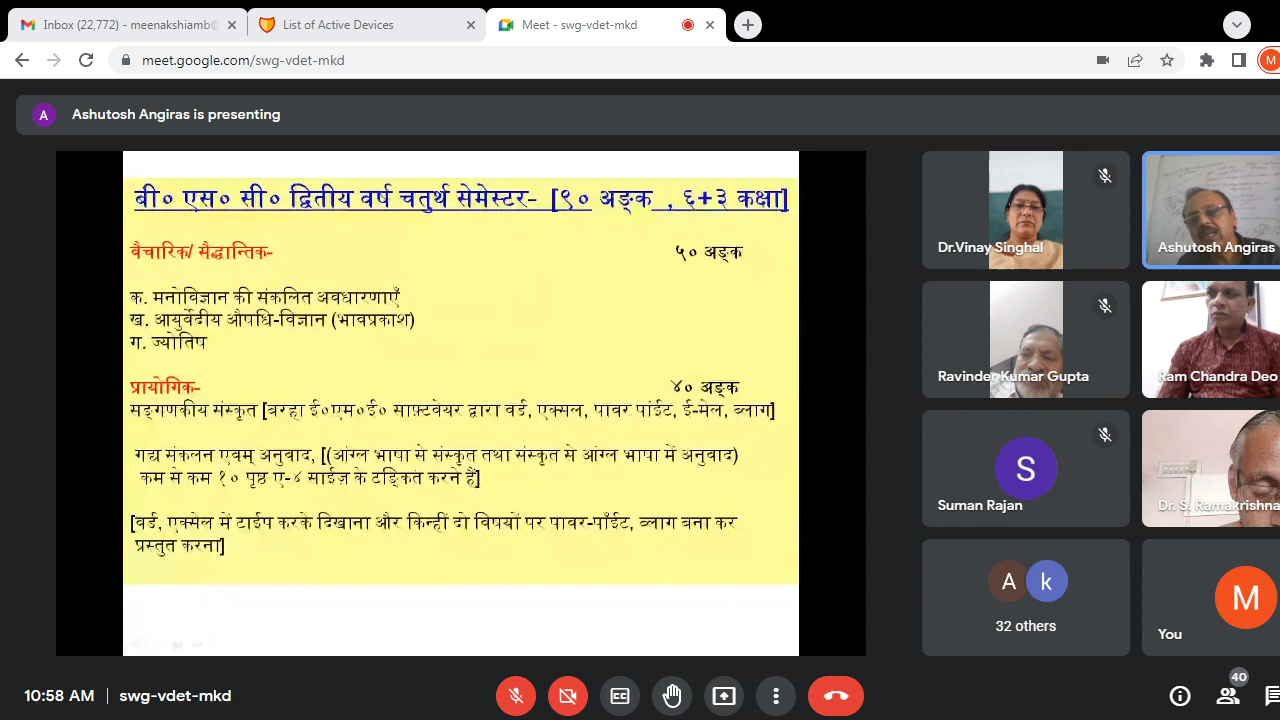 Inbox (22,772) - meenakshiamb@
List of Active Devices
Meet - swg-vdet-mkd
meet.google.com/swg-vdet-mkd
M
A
Ashutosh Angiras is presenting
बी० एस० सी० द्वितीय वर्ष चतुर्थ सेमेस्टर- [९० अङ्क , ६+३ कक्षा]
वैचारिक/ सैद्धान्तिक- ५० अङ्क
क. मनोविज्ञान की संकलित अवधारणाएँ
ख. आयुर्वेदीय औषधि-विज्ञान (भावप्रकाश)
ग. ज्योतिष
प्रायोगिक- ४० अङ्क
सङ्गणकीय संस्कृत [बरहा ई०एम०ई० साफ़्टवेयर द्वारा वर्ड, एक्सल, पावर पांईट, ई-मेल, ब्लाग]
गद्य संकलन एवम् अनुवाद, [(आंग्ल भाषा से संस्कृत तथा संस्कृत से आंग्ल भाषा में अनुवाद)
कम से कम १० पृष्ठ ए-४ साईज़ के टङ्कित करने हैं]
[वर्ड, एक्सेल में टाईप करके दिखाना और किन्हीं दो विषयों पर पावर-पाँईट, ब्लाग बना कर
प्रस्तुत करना]
Dr.Vinay Singhal
Ashutosh Angiras
Ravinder Kumar Gupta
Ram Chandra Deo
S
Suman Rajan
Dr. S. Ramakrishna
A
k
32 others
M
You
10:58 AM
swg-vdet-mkd
CC
40